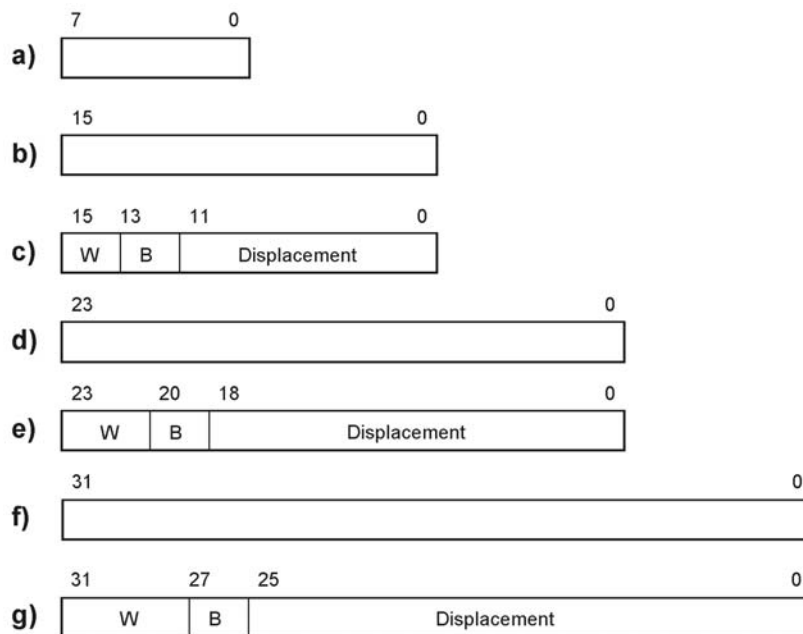 7 0
a)
15 0
b)
15 13 11 0
c) W B Displacement
23 0
d)
23 20 18 0
e) W B Displacement
31 0
f)
31 27 25 0
g) W B Displacement